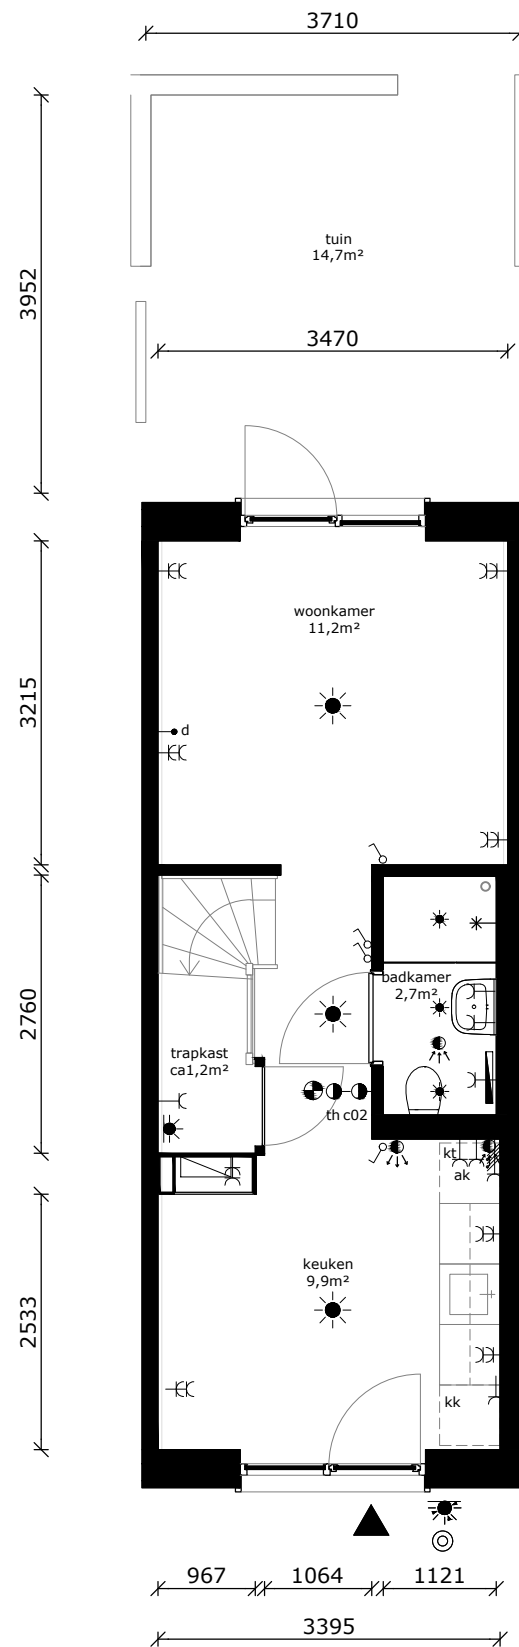 3710
tuin
14,7m²
3952
3470
woonkamer
11,2m²
3215
d
badkamer
2,7m²
2760
trapkast
ca1,2m²
th c02
kt
ak
keuken
9,9m²
2533
kk
967
1064
1121
3395